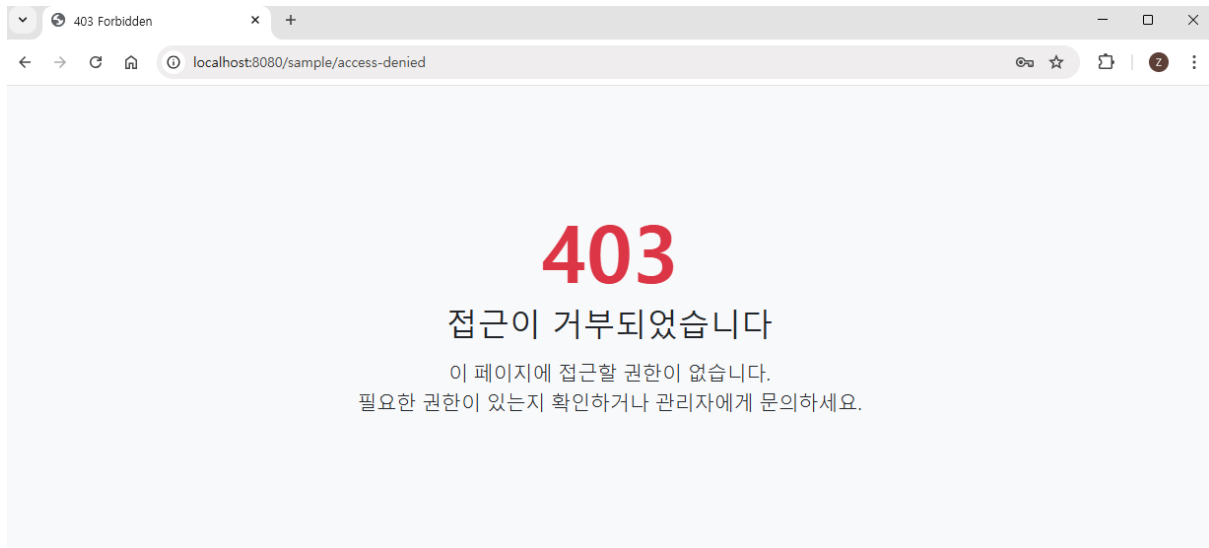 403 Forbidden
localhost:8080/sample/access-denied
Z
403
접근이 거부되었습니다
이 페이지에 접근할 권한이 없습니다.
필요한 권한이 있는지 확인하거나 관리자에게 문의하세요.